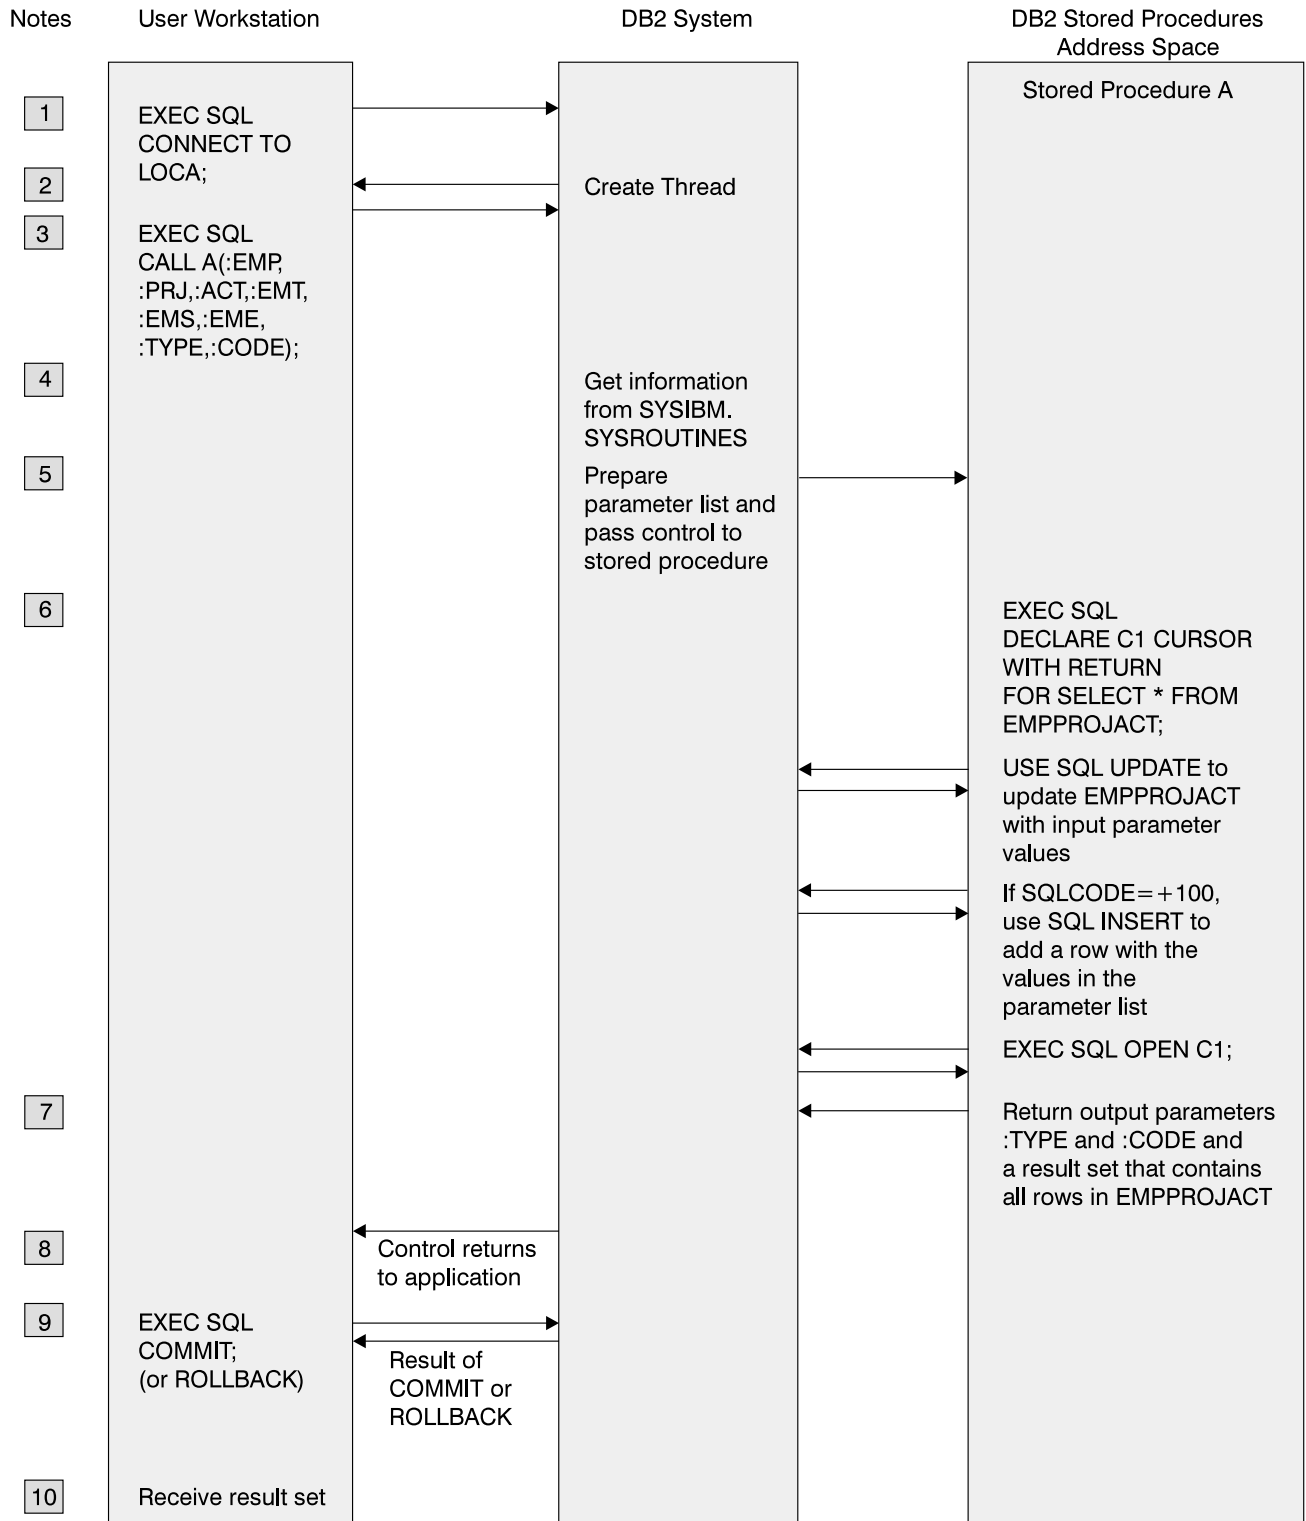 Notes
User Workstation
DB2 System
DB2 Stored Procedures
Address Space
Stored Procedure A
1
EXEC SQL
CONNECT TO
LOCA;
2
Create Thread
3
EXEC SQL
CALL A(:EMP,
:PRJ,:ACT,:EMT,
:EMS,:EME,
:TYPE,:CODE);
4
Get information
from SYSIBM.
SYSROUTINES
5
Prepare
parameter list and
pass control to
stored procedure
6
EXEC SQL
DECLARE C1 CURSOR
WITH RETURN
FOR SELECT * FROM
EMPPROJACT;
USE SQL UPDATE to
update EMPPROJACT
with input parameter
values
If SQLCODE=+100,
use SQL INSERT to
add a row with the
values in the
parameter list
EXEC SQL OPEN C1;
7
Return output parameters
:TYPE and :CODE and
a result set that contains
all rows in EMPPROJACT
8
Control returns
to application
9
EXEC SQL
COMMIT;
(or ROLLBACK)
Result of
COMMIT or
ROLLBACK
10
Receive result set